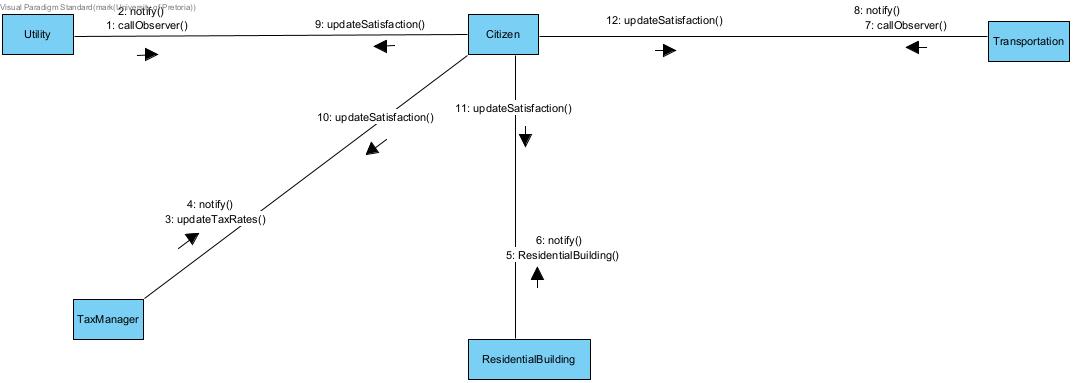 Visual Paradigm Standard(mark(University of Pretoria))
2: notify()
1: callObserver()
Utility
9: updateSatisfaction()
Citizen
12: updateSatisfaction()
8: notify()
7: callObserver()
Transportation
10: updateSatisfaction()
11: updateSatisfaction()
4: notify()
3: updateTaxRates()
6: notify()
5: ResidentialBuilding()
TaxManager
ResidentialBuilding